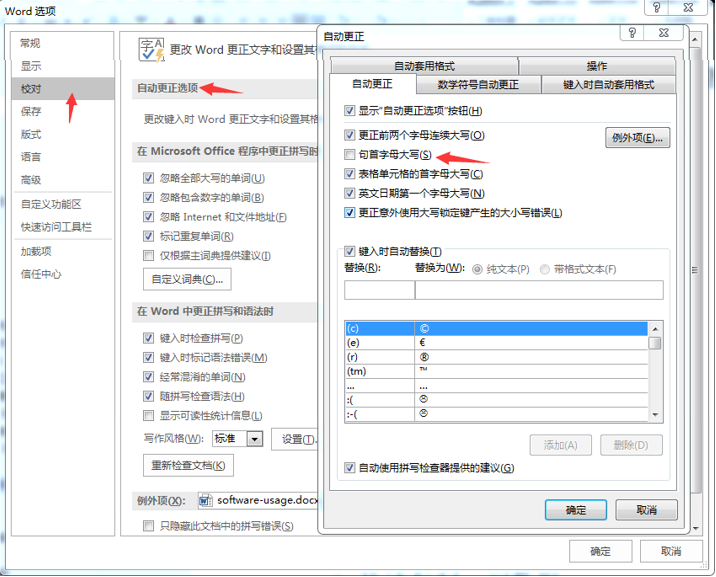 Word 选项
常规
显示
校对
保存
版式
语言
高级
自定义功能区
快速访问工具栏
加载项
信任中心
更改 Word 更正文字和设置其
自动更正选项
更改键入时 Word 更正文字和设置其格
在 Microsoft Office 程序中更正拼写时
忽略全部大写的单词(U)
忽略包含数字的单词(B)
忽略 Internet 和文件地址(F)
标记重复单词(R)
仅根据主词典提供建议(I)
自定义词典(C)...
在 Word 中更正拼写和语法时
键入时检查拼写(P)
键入时标记语法错误(M)
经常混淆的单词(N)
随拼写检查语法(H)
显示可读性统计信息(L)
写作风格(W): 标准 设置(T)...
重新检查文档(K)
例外项(X): software-usage.docx
只隐藏此文档中的拼写错误(S)
确定 取消
自动更正
自动套用格式 操作
自动更正 数学符号自动更正 键入时自动套用格式
显示“自动更正选项”按钮(H)
更正前两个字母连续大写(O)
例外项(E)...
句首字母大写(S)
表格单元格的首字母大写(C)
英文日期第一个字母大写(N)
更正意外使用大写锁定键产生的大小写错误(L)
键入时自动替换(T)
替换(R): 替换为(W): 纯文本(P) 带格式文本(F)
(c) ©
(e) €
(r) ®
(tm) ™
... ...
:( ☹
:-( ☹
添加(A) 删除(D)
自动使用拼写检查器提供的建议(G)
确定 取消